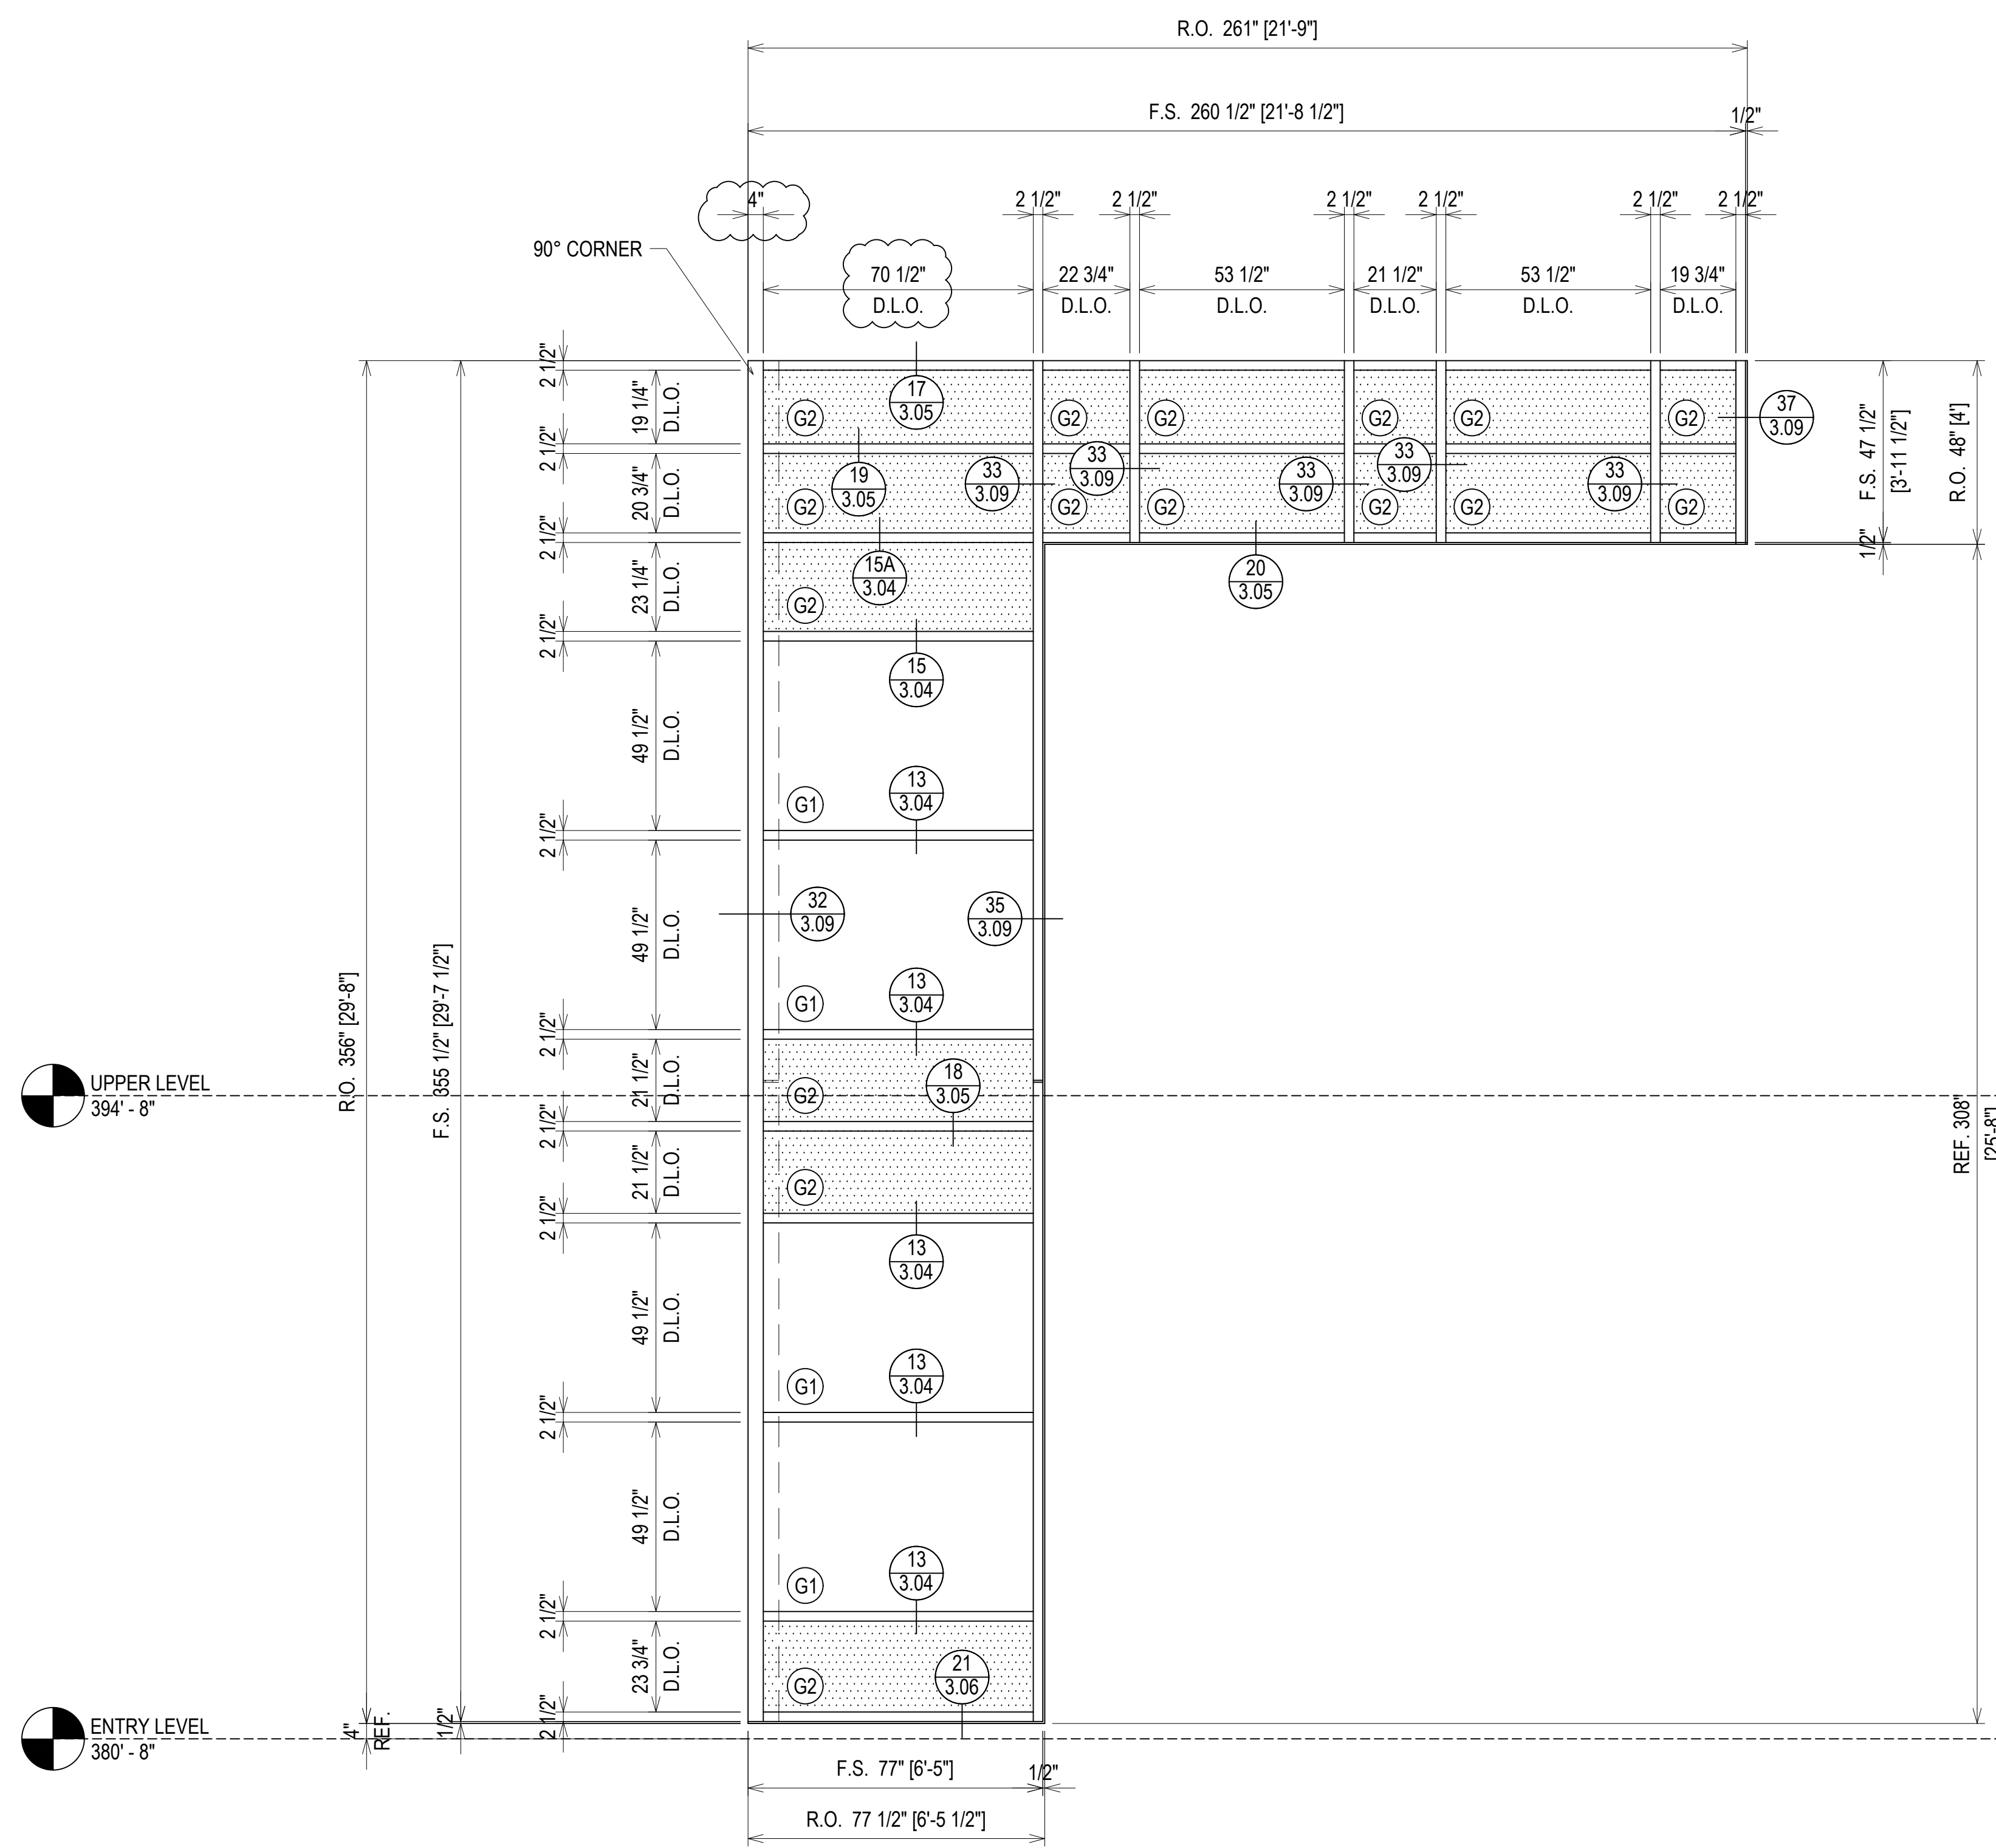 R.O. 261" [21'-9"]
F.S. 260 1/2" [21'-8 1/2"]
1/2"
4"
2 1/2"
2 1/2"
2 1/2"
2 1/2"
2 1/2"
2 1/2"
90° CORNER
70 1/2"
D.L.O.
22 3/4"
D.L.O.
53 1/2"
D.L.O.
21 1/2"
D.L.O.
53 1/2"
D.L.O.
19 3/4"
D.L.O.
2 1/2"
19 1/4"
D.L.O.
2 1/2"
20 3/4"
D.L.O.
2 1/2"
23 1/4"
D.L.O.
2 1/2"
49 1/2"
D.L.O.
2 1/2"
49 1/2"
D.L.O.
2 1/2"
21 1/2"
D.L.O.
2 1/2"
21 1/2"
D.L.O.
2 1/2"
49 1/2"
D.L.O.
2 1/2"
49 1/2"
D.L.O.
2 1/2"
23 3/4"
D.L.O.
2 1/2"
R.O. 356" [29'-8"]
F.S. 355 1/2" [29'-7 1/2"]
4"
REF.
1/2"
17
3.05
G2
G2
G2
G2
G2
G2
37
3.09
19
3.05
33
3.09
33
3.09
33
3.09
33
3.09
33
3.09
G2
G2
G2
G2
G2
G2
15A
3.04
20
3.05
G2
15
3.04
13
3.04
G1
32
3.09
35
3.09
13
3.04
G1
18
3.05
G2
G2
13
3.04
13
3.04
G1
13
3.04
G1
21
3.06
G2
F.S. 47 1/2"
[3'-11 1/2"]
R.O. 48" [4']
1/2"
REF. 308"
[25'-8"]
UPPER LEVEL
394' - 8"
ENTRY LEVEL
380' - 8"
F.S. 77" [6'-5"]
1/2"
R.O. 77 1/2" [6'-5 1/2"]